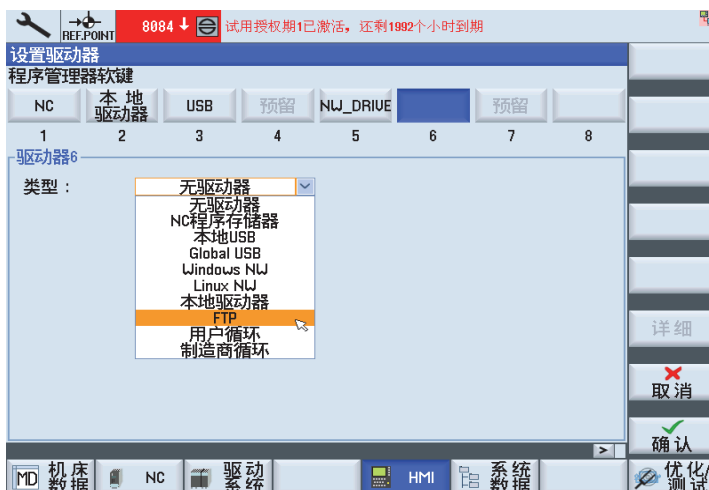 REF.POINT 8084 试用授权期1已激活，还剩1992个小时到期
设置驱动器
程序管理器软键
NC 本地驱动器 USB 预留 NW_DRIVE 预留
1 2 3 4 5 6 7 8
驱动器6
类型： 无驱动器
无驱动器
NC程序存储器
本地USB
Global USB
Windows NW
Linux NW
本地驱动器
FTP
用户循环
制造商循环
详细
取消
确认
>
MD 机床数据 NC 驱动系统 HMI 系统数据 优化/测试